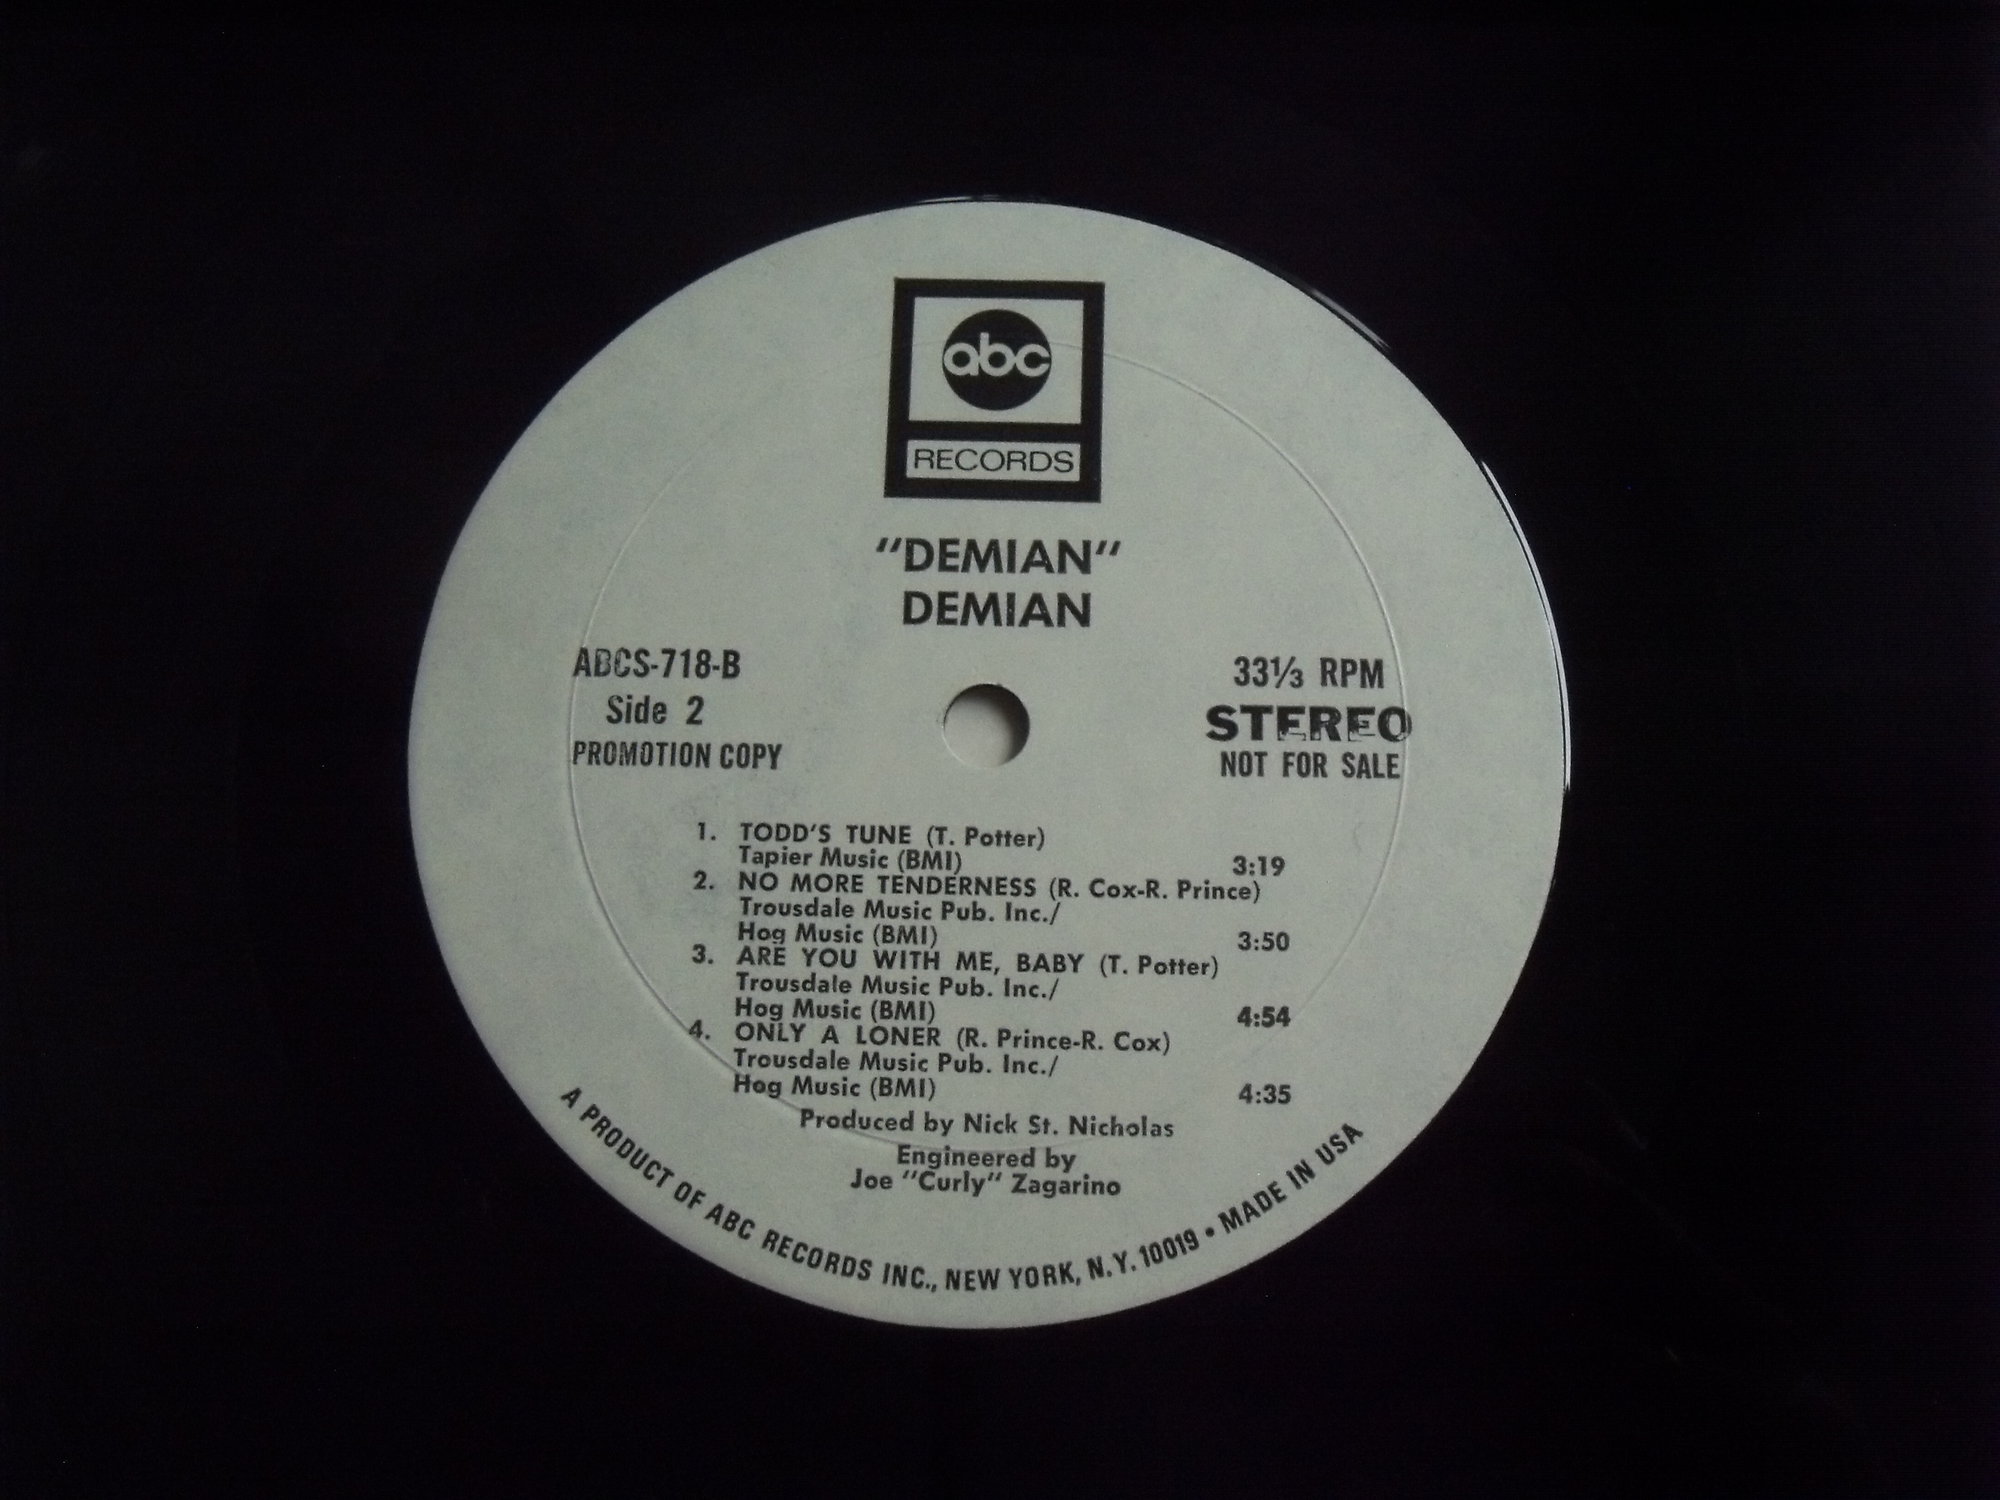 abc
RECORDS
"DEMIAN"
DEMIAN
ABCS-718-B
Side 2
PROMOTION COPY
33⅓ RPM
STEREO
NOT FOR SALE
1. TODD'S TUNE (T. Potter)
Tapier Music (BMI) 3:19
2. NO MORE TENDERNESS (R. Cox-R. Prince)
Trousdale Music Pub. Inc./
Hog Music (BMI) 3:50
3. ARE YOU WITH ME, BABY (T. Potter)
Trousdale Music Pub. Inc./
Hog Music (BMI) 4:54
4. ONLY A LONER (R. Prince-R. Cox)
Trousdale Music Pub. Inc./
Hog Music (BMI) 4:35
Produced by Nick St. Nicholas
Engineered by
Joe "Curly" Zagarino
A PRODUCT OF ABC RECORDS INC., NEW YORK, N.Y. 10019 • MADE IN USA